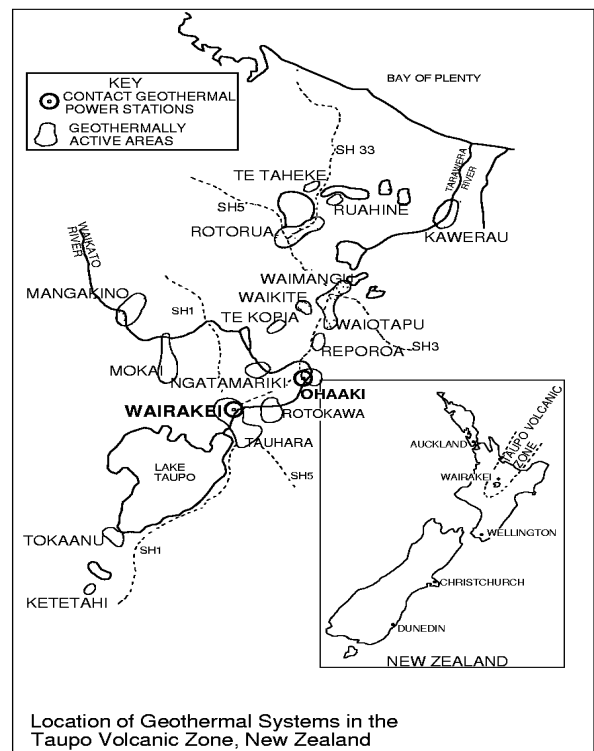 BAY OF PLENTY
KEY
CONTACT GEOTHERMAL
POWER STATIONS
GEOTHERMALLY
ACTIVE AREAS
SH 33
TE TAHEKE
TARAWERA
RIVER
SH5
RUAHINE
ROTORUA
KAWERAU
WAIKATO
RIVER
WAIMANGU
MANGAKINO
WAIKITE
SH1
TE KOPIA
WAIOTAPU
SH3
REPOROA
MOKAI
NGATAMARIKI
OHAAKI
WAIRAKEI
ROTOKAWA
TAUHARA
LAKE
TAUPO
SH5
TOKAANU
SH1
KETETAHI
TAUPO VOLCANIC
ZONE
AUCKLAND
WAIRAKEI
WELLINGTON
CHRISTCHURCH
DUNEDIN
NEW ZEALAND
Location of Geothermal Systems in the
Taupo Volcanic Zone, New Zealand